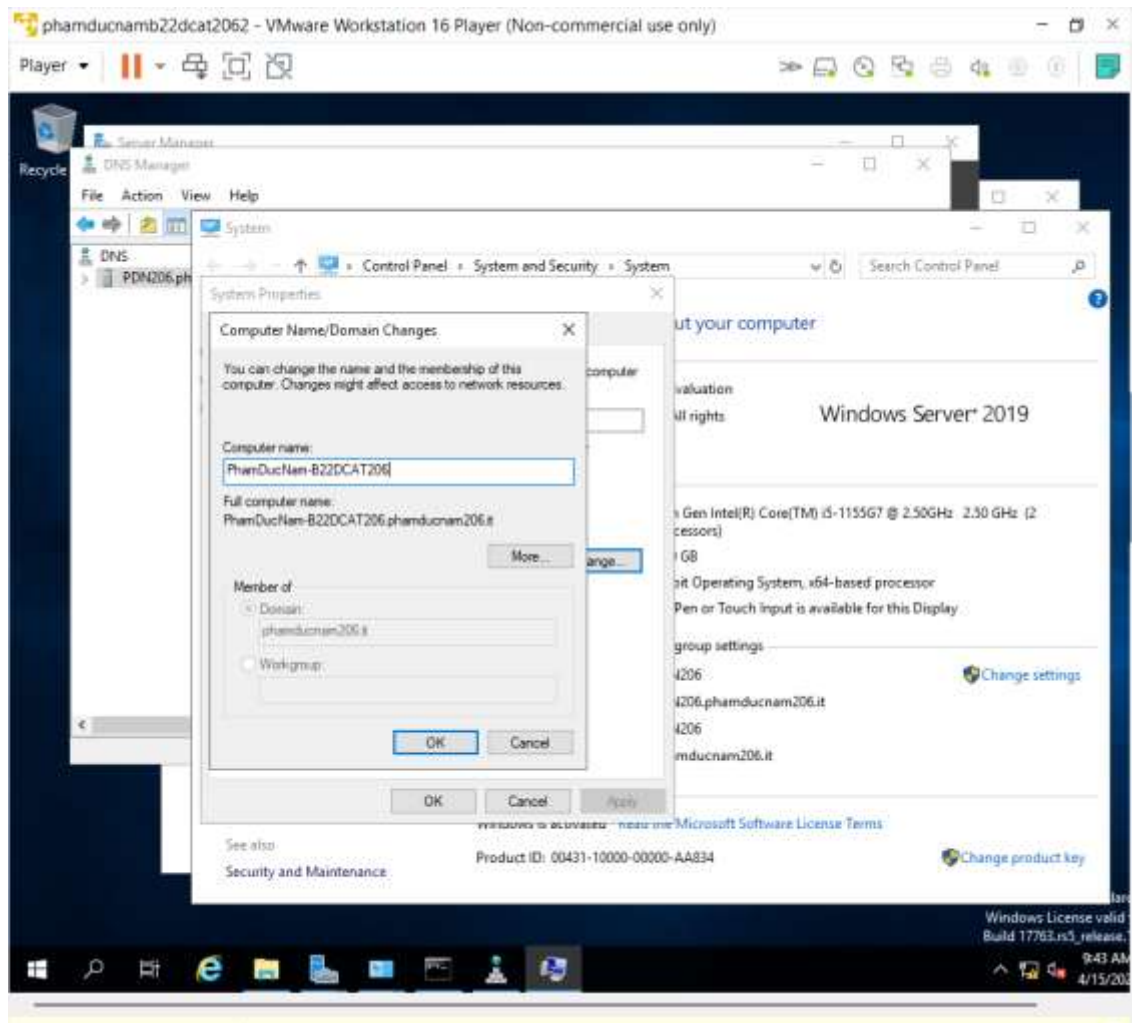 phamducnamb22dcat2062 - VMware Workstation 16 Player (Non-commercial use only)
Player
Recycle
Server Manager
DNS Manager
File Action View Help
System
DNS
PDN206.ph
Control Panel System and Security System
Search Control Panel
System Properties
ut your computer
Computer Name/Domain Changes
You can change the name and the membership of this
computer. Changes might affect access to network resources.
computer
valuation
All rights
Windows Server 2019
Computer name:
PhamDucNam-B22DCAT206
Full computer name:
PhamDucNam-B22DCAT206.phamducnam206.it
n Gen Intel(R) Core(TM) i5-1155G7 @ 2.50GHz 2.50 GHz (2
cessors)
More...
ange...
GB
bit Operating System, x64-based processor
Member of
Domain:
Pen or Touch Input is available for this Display
phamducnam206.it
group settings
Workgroup:
N206
Change settings
N206.phamducnam206.it
N206
OK Cancel
mducnam206.it
OK Cancel Apply
Windows is activated Read the Microsoft Software License Terms
See also
Product ID: 00431-10000-00000-AA834
Change product key
Security and Maintenance
Windows License valid
Build 17763.rs5_release.
9:43 AM
4/15/202